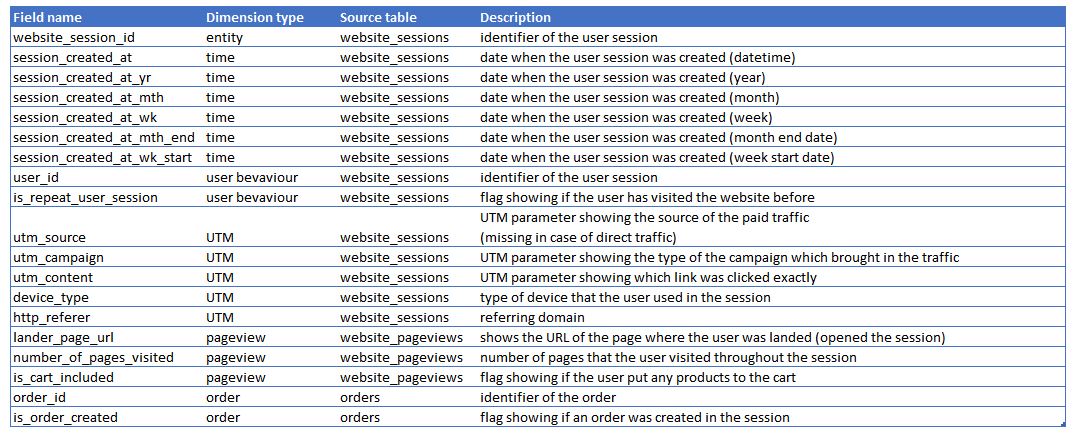 Field name Dimension type Source table Description
website_session_id entity website_sessions identifier of the user session
session_created_at time website_sessions date when the user session was created (datetime)
session_created_at_yr time website_sessions date when the user session was created (year)
session_created_at_mth time website_sessions date when the user session was created (month)
session_created_at_wk time website_sessions date when the user session was created (week)
session_created_at_mth_end time website_sessions date when the user session was created (month end date)
session_created_at_wk_start time website_sessions date when the user session was created (week start date)
user_id user bevaviour website_sessions identifier of the user session
is_repeat_user_session user bevaviour website_sessions flag showing if the user has visited the website before
UTM parameter showing the source of the paid traffic
utm_source UTM website_sessions (missing in case of direct traffic)
utm_campaign UTM website_sessions UTM parameter showing the type of the campaign which brought in the traffic
utm_content UTM website_sessions UTM parameter showing which link was clicked exactly
device_type UTM website_sessions type of device that the user used in the session
http_referer UTM website_sessions referring domain
lander_page_url pageview website_pageviews shows the URL of the page where the user was landed (opened the session)
number_of_pages_visited pageview website_pageviews number of pages that the user visited throughout the session
is_cart_included pageview website_pageviews flag showing if the user put any products to the cart
order_id order orders identifier of the order
is_order_created order orders flag showing if an order was created in the session